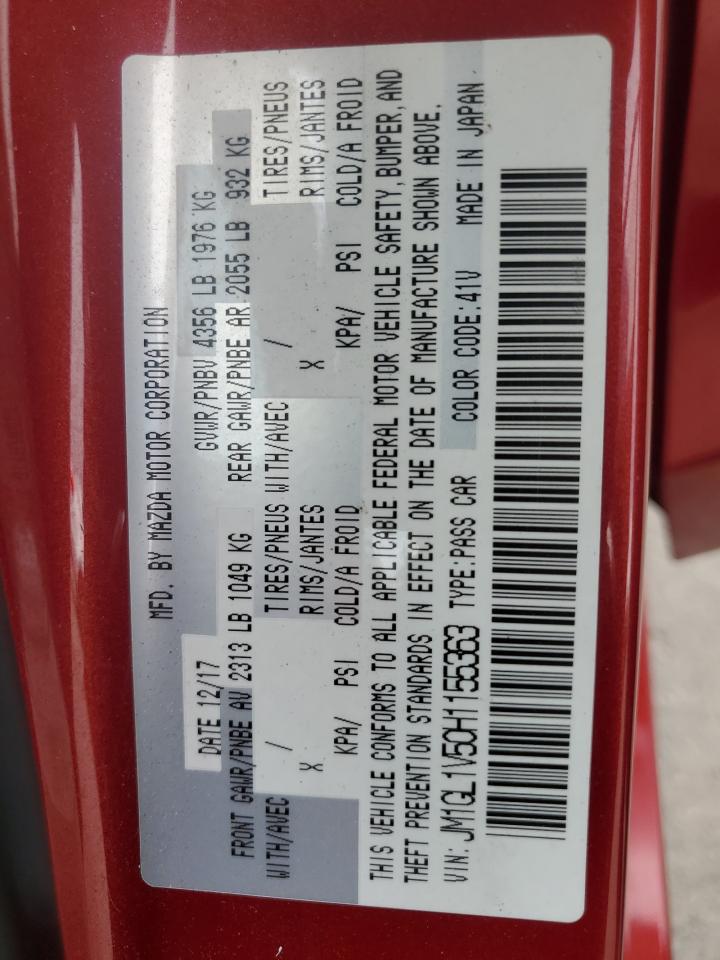 MFD. BY MAZDA MOTOR CORPORATION
DATE 12/17 GVWR/PNBV 4356 LB 1976 KG
FRONT GAWR/PNBE AV 2313 LB 1049 KG REAR GAWR/PNBE AR 2055 LB 932 KG
WITH/AVEC / TIRES/PNEUS WITH/AVEC / TIRES/PNEUS
X RIMS/JANTES X RIMS/JANTES
KPA/ PSI COLD/A FROID KPA/ PSI COLD/A FROID
THIS VEHICLE CONFORMS TO ALL APPLICABLE FEDERAL MOTOR VEHICLE SAFETY, BUMPER, AND
THEFT PREVENTION STANDARDS IN EFFECT ON THE DATE OF MANUFACTURE SHOWN ABOVE.
VIN: JM1GL1V50H1155363 TYPE: PASS CAR COLOR CODE: 41V MADE IN JAPAN